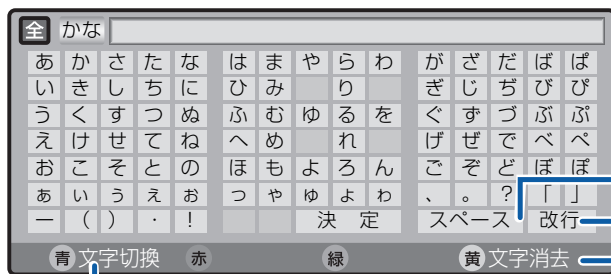 全 かな
あ か さ た な は ま や ら わ が ざ だ ば ぱ
い き し ち に ひ み り ぎ じ ぢ び ぴ
う く す つ ぬ ふ む ゆ る を ぐ ず づ ぶ ぷ
え け せ て ね へ め れ げ ぜ で べ ぺ
お こ そ と の ほ も よ ろ ん ご ぞ ど ぼ ぽ
ぁ ぃ ぅ ぇ ぉ っ ゃ ゅ ょ ゎ 、 。 ? 「 」
ー ( ) ・ ! 決 定 スペース 改行
青 文字切換 赤 緑 黄 文字消去